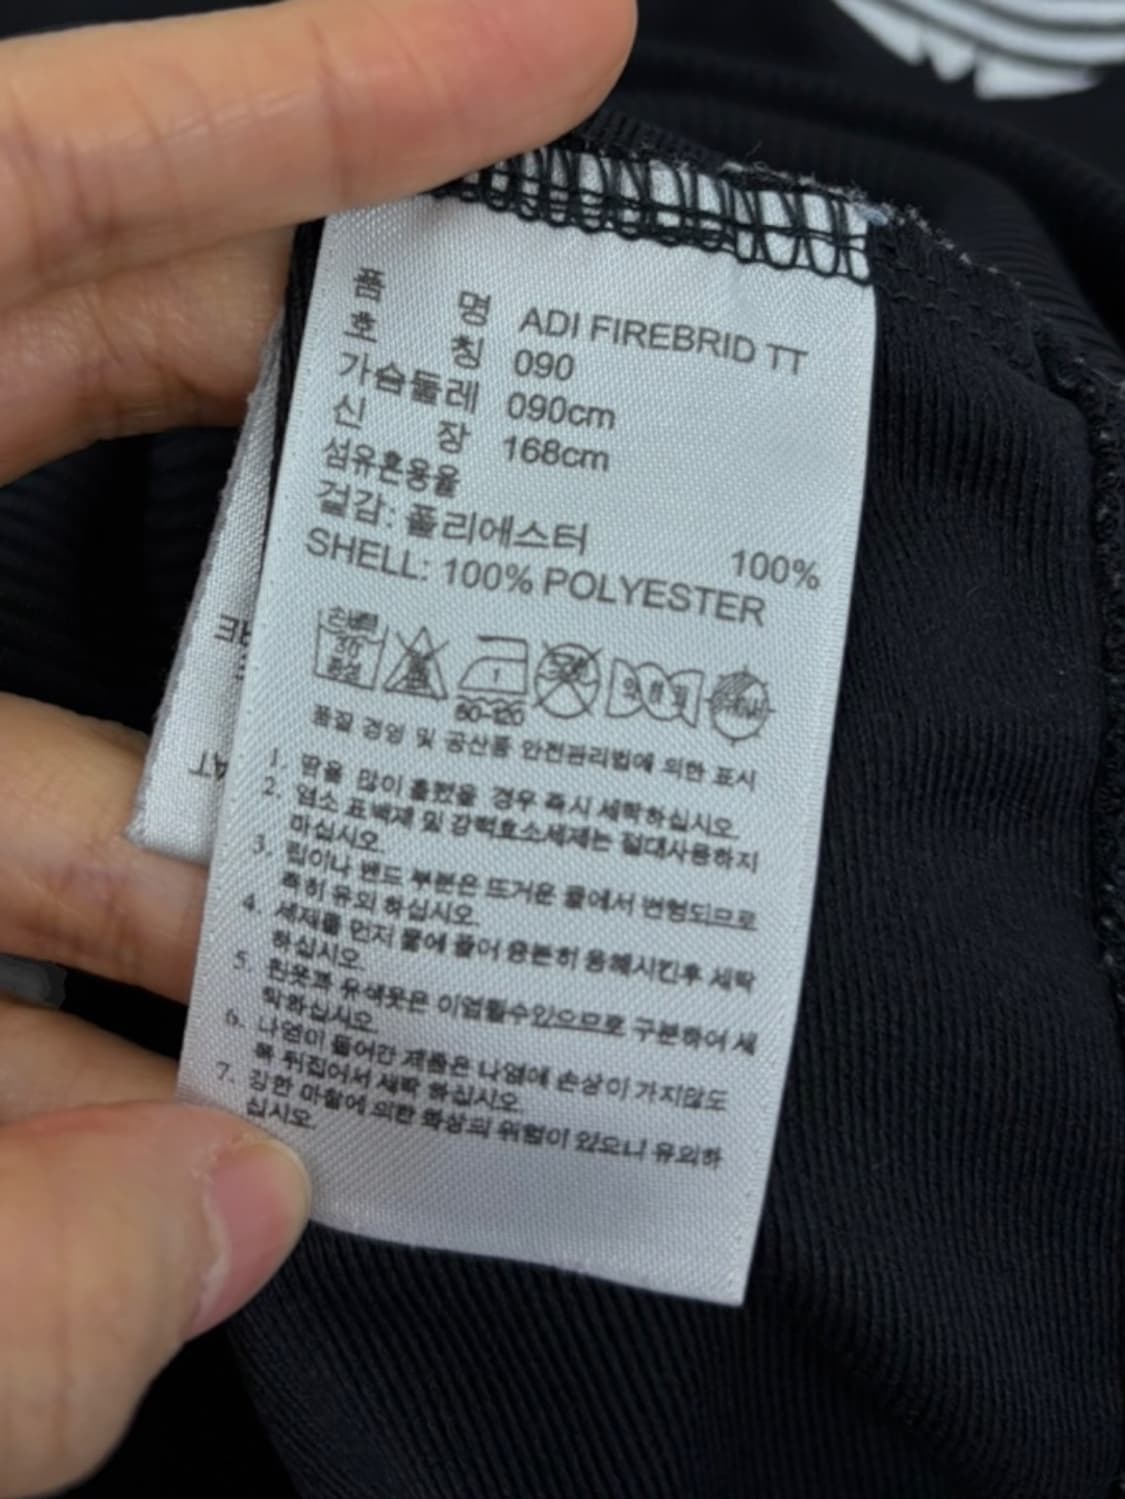 품 명 ADI FIREBRID TT
호 칭 090
가슴둘레 090cm
신 장 168cm
섬유혼용율
겉감: 폴리에스터 100%
SHELL: 100% POLYESTER
30
1
80-120
품질 경영 및 공산품 안전관리법에 의한 표시
1. 땀을 많이 흘렸을 경우 즉시 세탁하십시오.
2. 염소 표백제 및 강력효소세제는 절대사용하지
마십시오.
3. 립이나 밴드 부분은 뜨거운 물에서 변형되므로
특히 유의 하십시오.
4. 세제를 먼저 물에 풀어 충분히 용해시킨후 세탁
하십시오.
5. 흰옷과 유색옷은 이염될수있으므로 구분하여 세
탁하십시오.
6. 나염이 들어간 제품은 나염에 손상이 가지않도
록 뒤집어서 세탁 하십시오.
7. 강한 마찰에 의한 화상의 위험이 있으니 유의하
십시오.